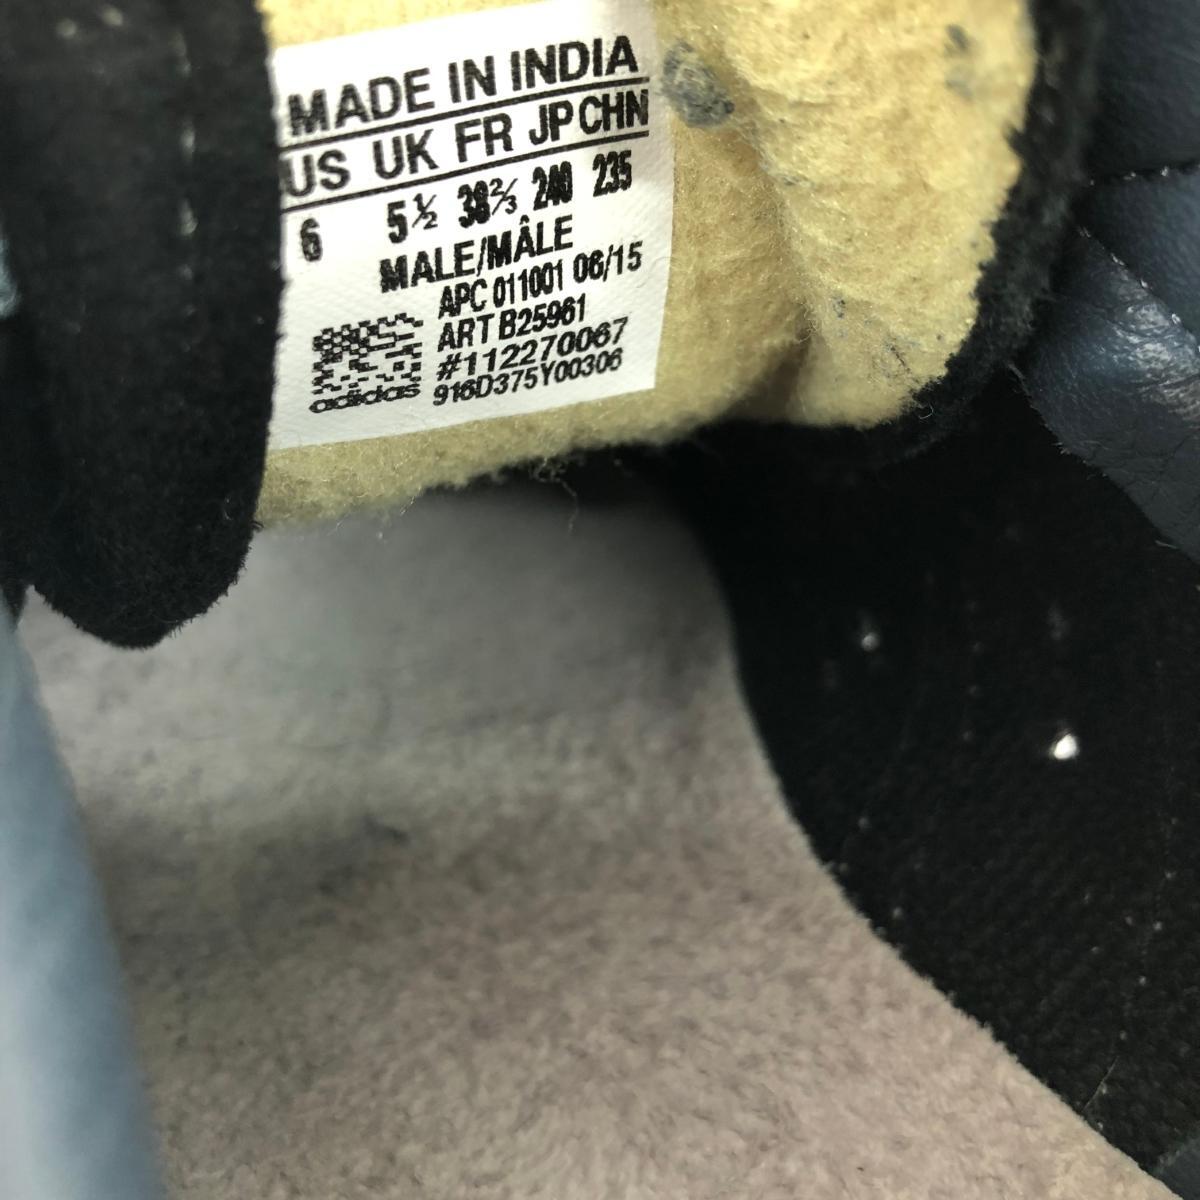 MADE IN INDIA
US UK FR JP CHN
6 5½ 38⅔ 240 235
MALE/MÂLE
APC 011001 06/15
ART B25961
#112270067
916D375Y00306
adidas